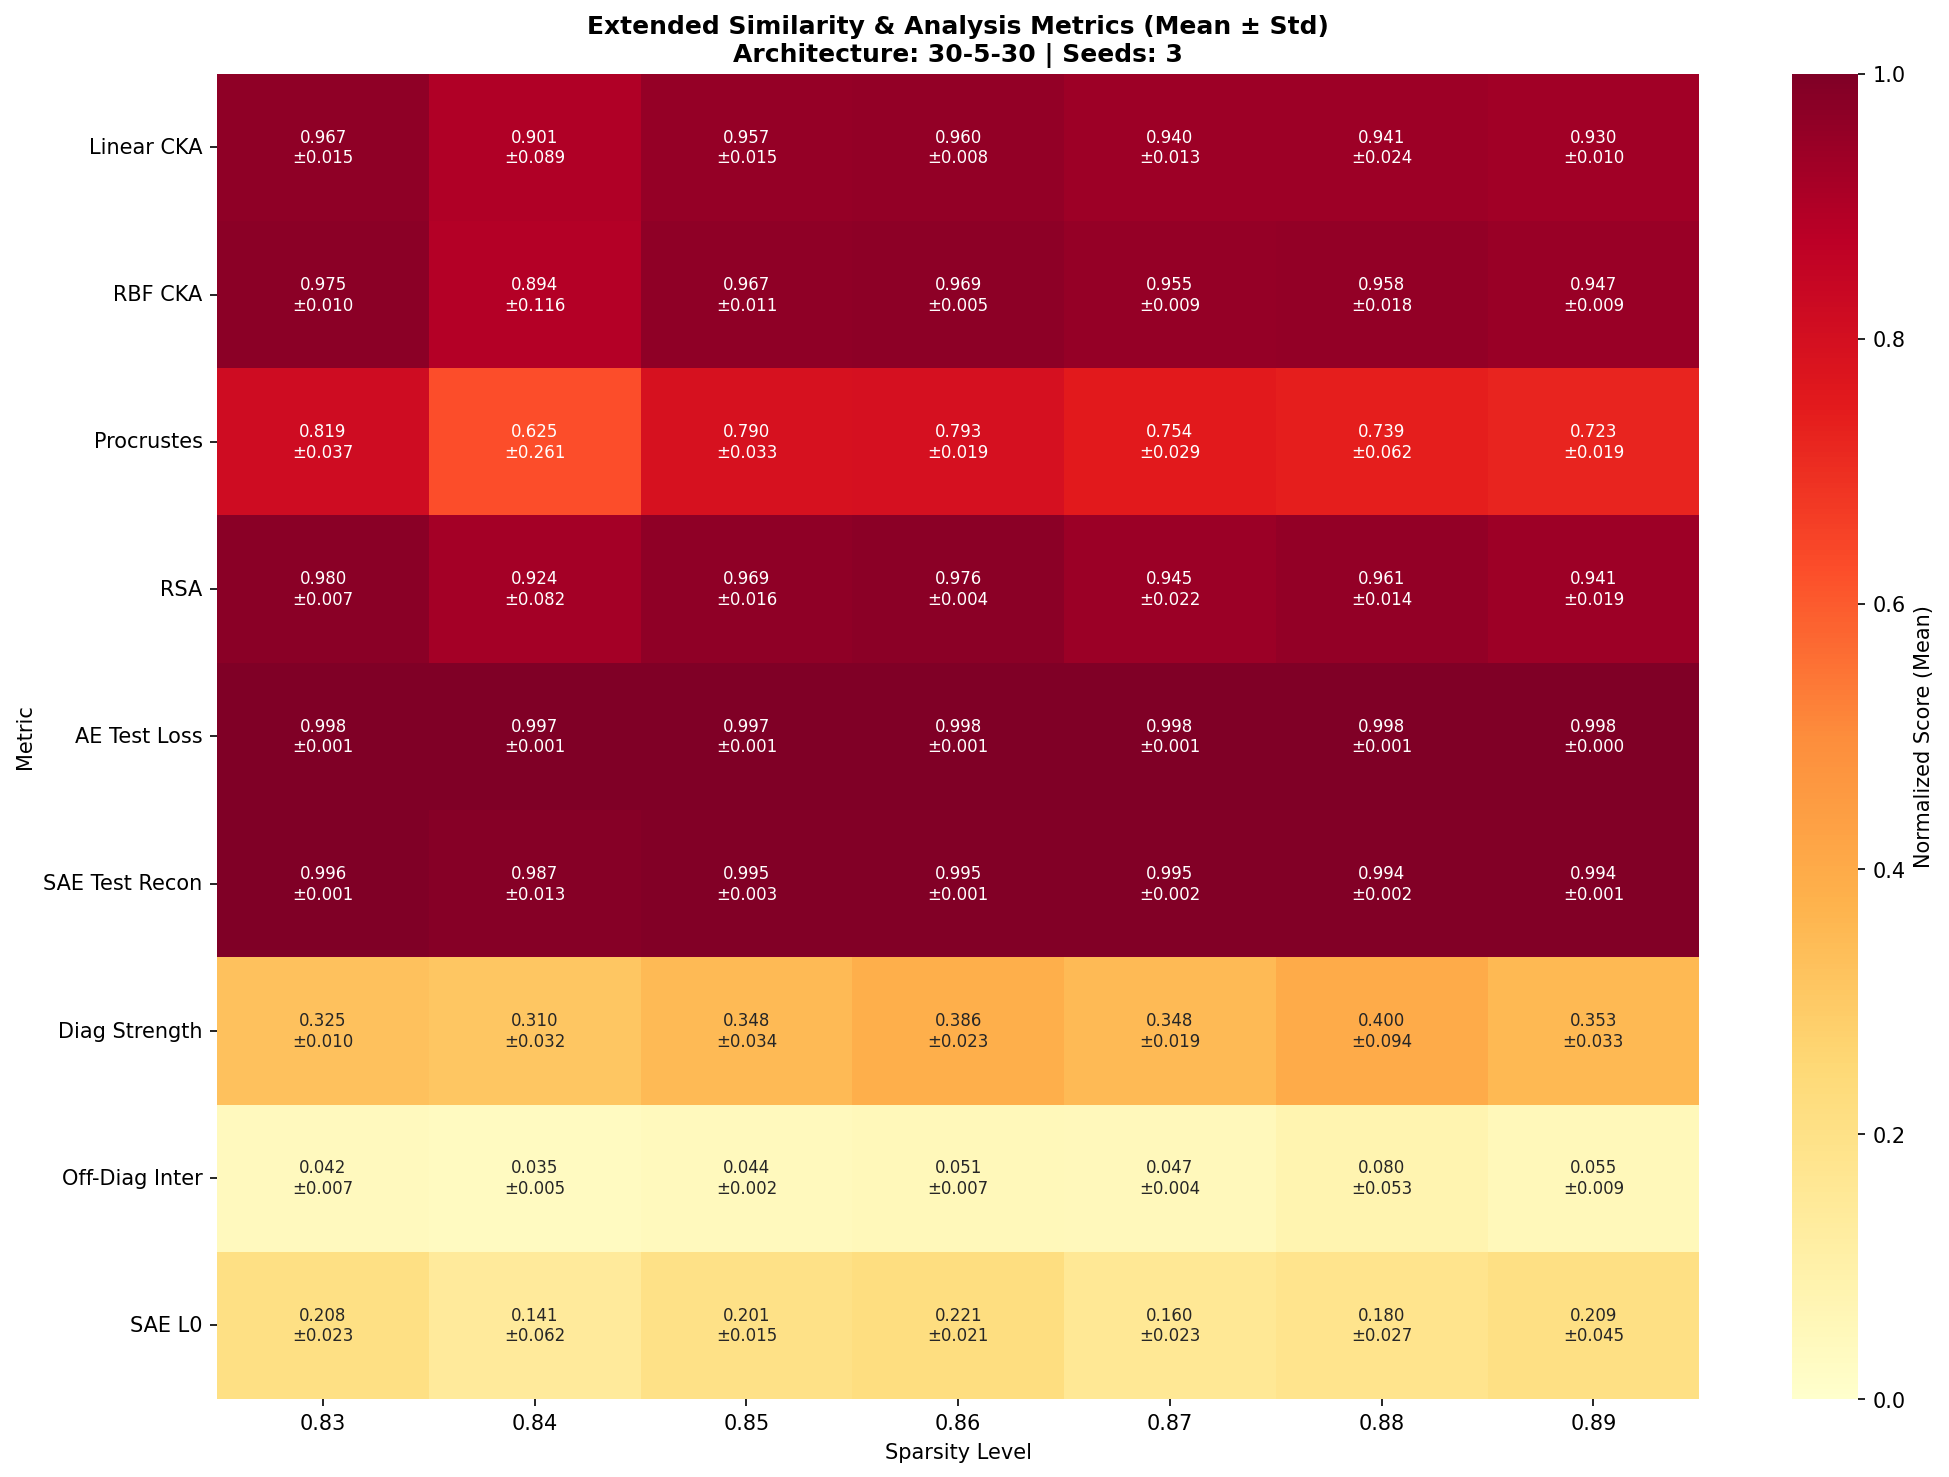 Extended Similarity & Analysis Metrics (Mean ± Std)
Architecture: 30-5-30 | Seeds: 3
Metric
Linear CKA
0.967 0.901 0.957 0.960 0.940 0.941 0.930
±0.015 ±0.089 ±0.015 ±0.008 ±0.013 ±0.024 ±0.010
RBF CKA
0.975 0.894 0.967 0.969 0.955 0.958 0.947
±0.010 ±0.116 ±0.011 ±0.005 ±0.009 ±0.018 ±0.009
Procrustes
0.819 0.625 0.790 0.793 0.754 0.739 0.723
±0.037 ±0.261 ±0.033 ±0.019 ±0.029 ±0.062 ±0.019
RSA
0.980 0.924 0.969 0.976 0.945 0.961 0.941
±0.007 ±0.082 ±0.016 ±0.004 ±0.022 ±0.014 ±0.019
AE Test Loss
0.998 0.997 0.997 0.998 0.998 0.998 0.998
±0.001 ±0.001 ±0.001 ±0.001 ±0.001 ±0.001 ±0.000
SAE Test Recon
0.996 0.987 0.995 0.995 0.995 0.994 0.994
±0.001 ±0.013 ±0.003 ±0.001 ±0.002 ±0.002 ±0.001
Diag Strength
0.325 0.310 0.348 0.386 0.348 0.400 0.353
±0.010 ±0.032 ±0.034 ±0.023 ±0.019 ±0.094 ±0.033
Off-Diag Inter
0.042 0.035 0.044 0.051 0.047 0.080 0.055
±0.007 ±0.005 ±0.002 ±0.007 ±0.004 ±0.053 ±0.009
SAE L0
0.208 0.141 0.201 0.221 0.160 0.180 0.209
±0.023 ±0.062 ±0.015 ±0.021 ±0.023 ±0.027 ±0.045
0.83 0.84 0.85 0.86 0.87 0.88 0.89
Sparsity Level
1.0
0.8
0.6
0.4
0.2
0.0
Normalized Score (Mean)